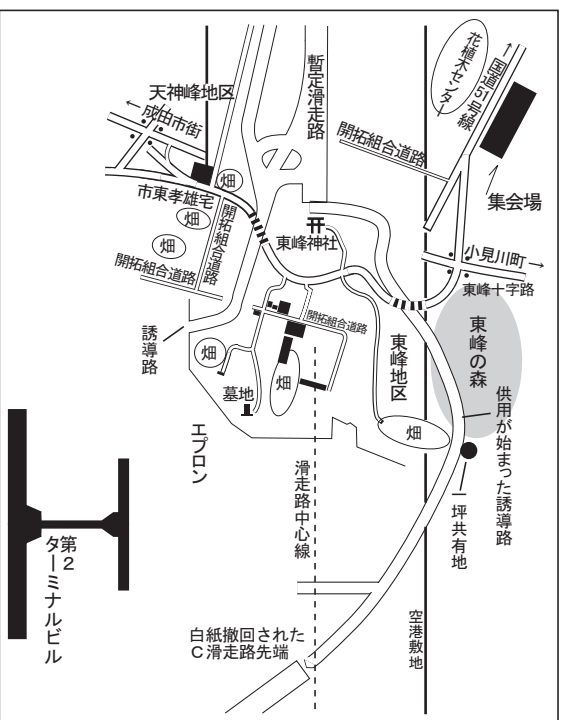 天神峰地区
←成田市街
市東孝雄宅
畑
畑
畑
開拓組合道路
開拓組合道路
誘導路
暫定滑走路
東峰神社
開拓組合道路
花植木センター
国道51号線→
集会場
小見川町→
東峰十字路
東峰の森
東峰地区
開拓組合道路
畑
墓地
畑
畑
エプロン
滑走路中心線
供用が始まった誘導路
一坪共有地
第2
ターミナルビル
空港敷地
白紙撤回された
C滑走路先端